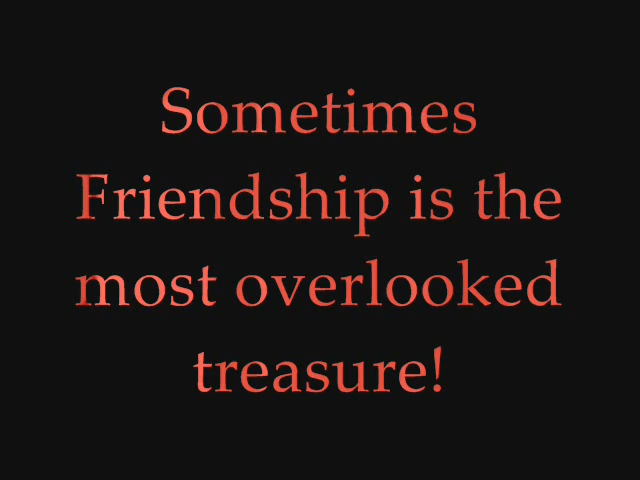 Sometimes
Friendship is the
most overlooked
treasure!